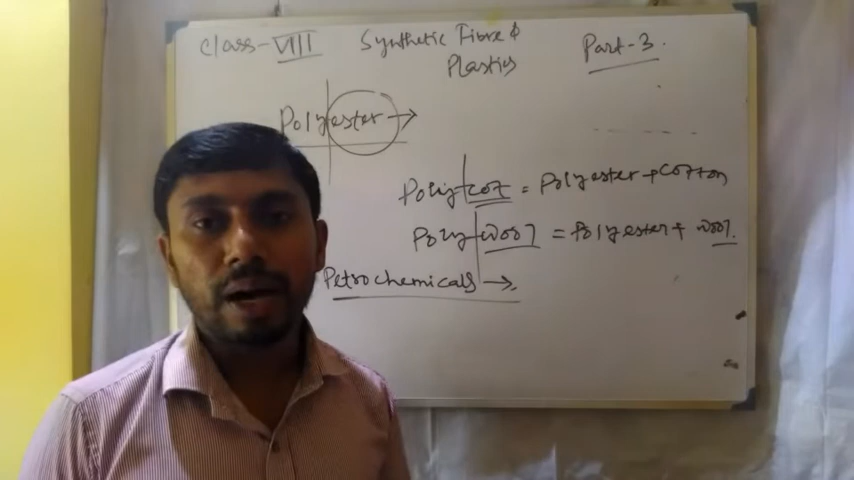 Class-VIII Synthetic Fibre & Plastics Part-3.
Polyester →
Polycot = Polyester + Cotton
Polywool = Polyester + Wool.
Petrochemicals →